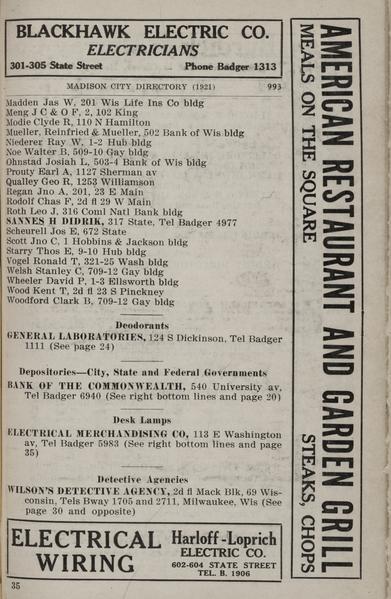 BLACKHAWK ELECTRIC CO.
ELECTRICIANS
301-305 State Street Phone Badger 1313
MADISON CITY DIRECTORY (1921) 993
Madden Jas W, 201 Wis Life Ins Co bldg
Meng J C & O F, 2, 102 King
Modie Clyde R, 110 N Hamilton
Mueller, Reinfried & Mueller, 502 Bank of Wis bldg
Niederer Ray W, 1-2 Hub bldg
Noe Walter B, 509-10 Gay bldg
Ohnstad Josiah L, 503-4 Bank of Wis bldg
Prouty Earl A, 1127 Sherman av
Qualley Geo R, 1253 Williamson
Regan Jno A, 201, 23 E Main
Rodolf Chas F, 2d fl 29 W Main
Roth Leo J, 316 Coml Natl Bank bldg
SANNES H DIDRIK, 317 State, Tel Badger 4977
Scheurell Jos E, 672 State
Scott Jno C, 1 Hobbins & Jackson bldg
Starry Thos E, 9-10 Hub bldg
Vogel Ronald T, 321-25 Wash bldg
Welsh Stanley C, 709-12 Gay bldg
Wheeler David P, 1-3 Ellsworth bldg
Wood Kent T, 2d fl 23 S Pinckney
Woodford Clark B, 709-12 Gay bldg
Deodorants
GENERAL LABORATORIES, 124 S Dickinson, Tel Badger
1111 (See page 24)
Depositories—City, State and Federal Governments
BANK OF THE COMMONWEALTH, 540 University av,
Tel Badger 6940 (See right bottom lines and page 20)
Desk Lamps
ELECTRICAL MERCHANDISING CO, 113 E Washington
av, Tel Badger 5983 (See right bottom lines and page
35)
Detective Agencies
WILSON'S DETECTIVE AGENCY, 2d fl Mack Blk, 69 Wis-
consin, Tels Bway 1705 and 2711, Milwaukee, Wis (See
page 30 and opposite)
ELECTRICAL
WIRING
Harloff-Loprich
ELECTRIC CO.
602-604 STATE STREET
TEL. B. 1906
35
AMERICAN RESTAURANT AND GARDEN GRILL
MEALS ON THE SQUARE STEAKS, CHOPS